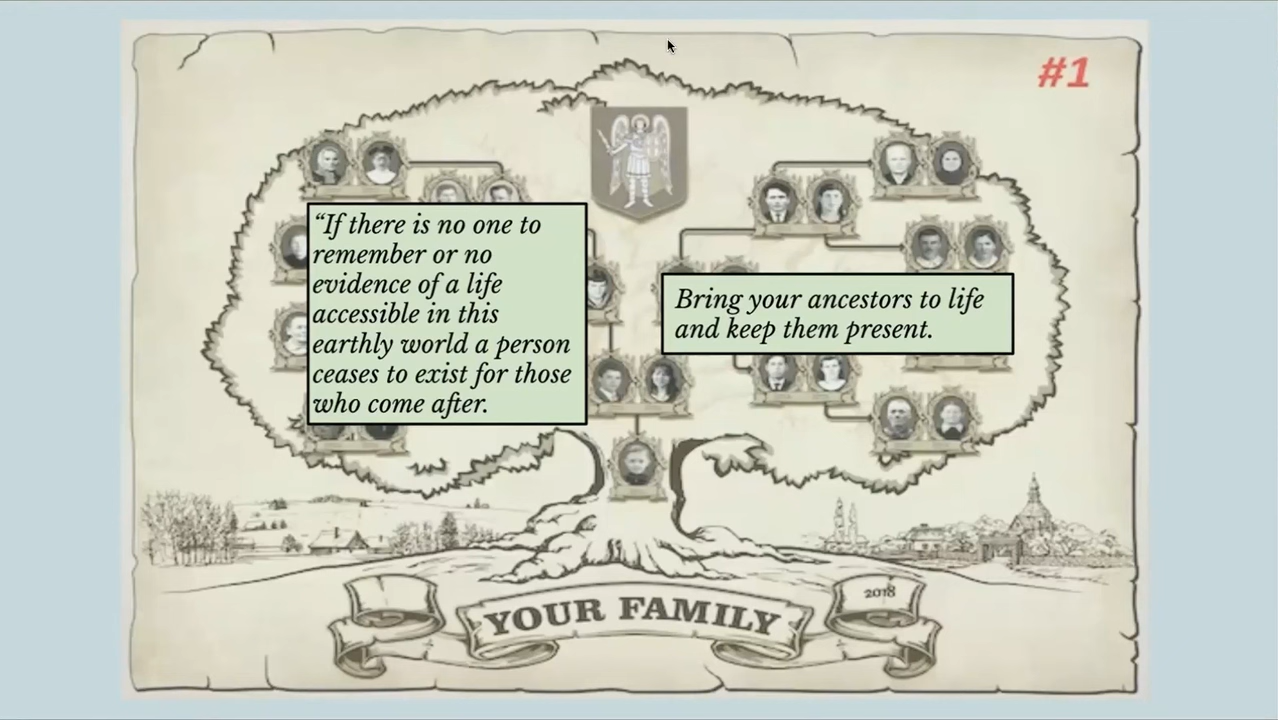 #1
“If there is no one to
remember or no
evidence of a life
accessible in this
earthly world a person
ceases to exist for those
who come after.
Bring your ancestors to life
and keep them present.
2018
YOUR FAMILY